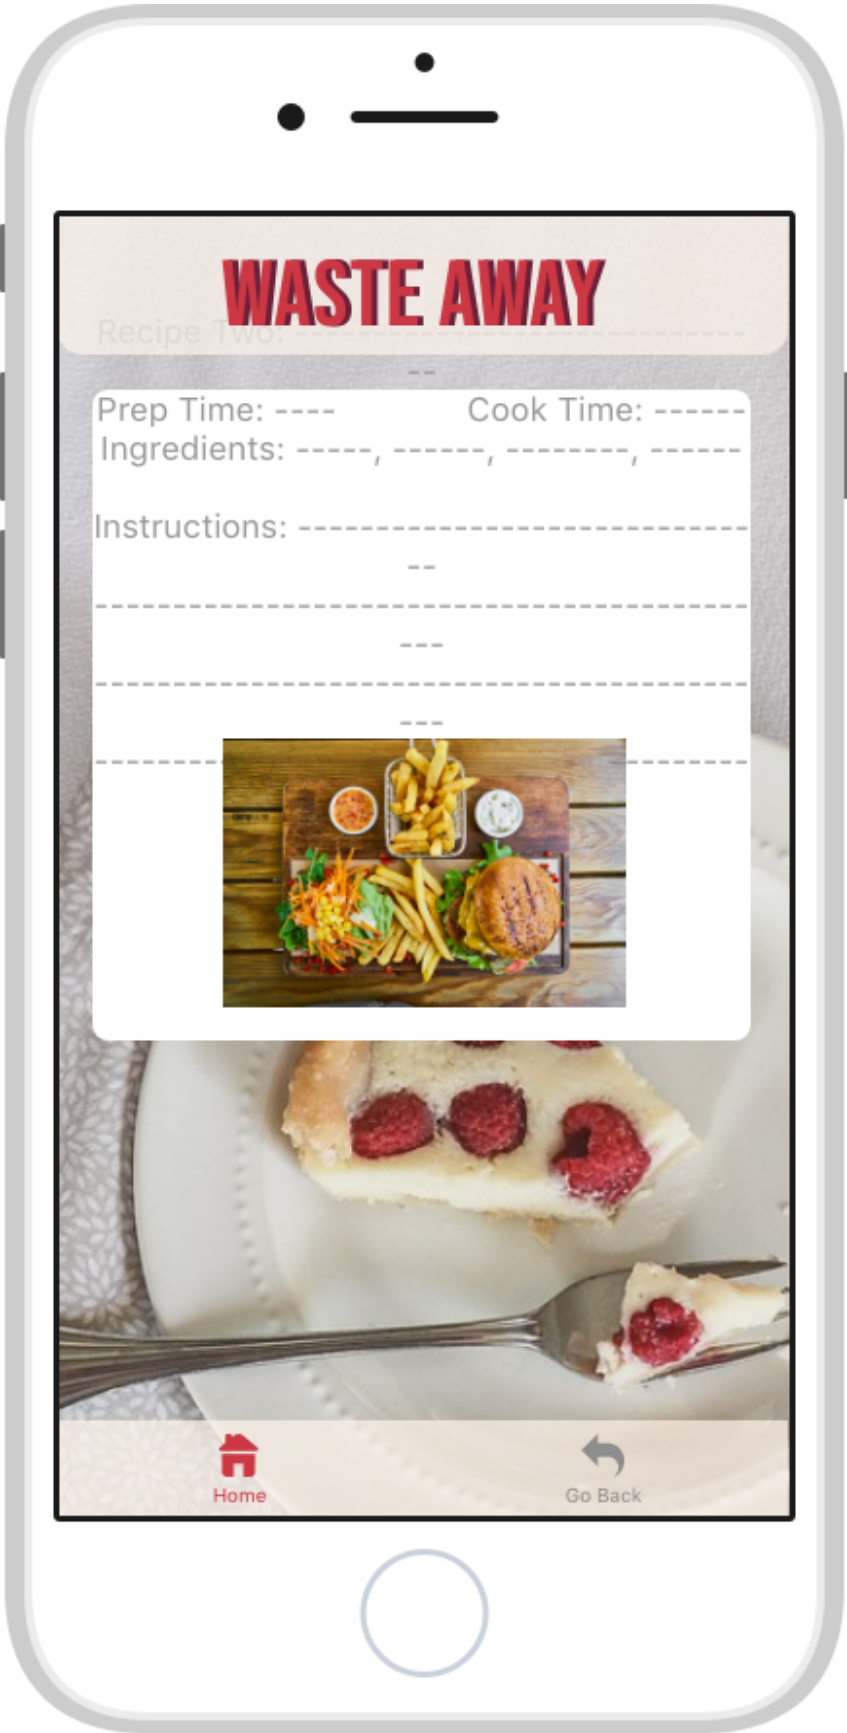 WASTE AWAY
Recipe Two: -----------------------------
--
Prep Time: ---- Cook Time: ------
Ingredients: -----, ------, --------, ------
Instructions: -----------------------------
--
------------------------------------------
---
------------------------------------------
---
------------------------------------------
Home Go Back